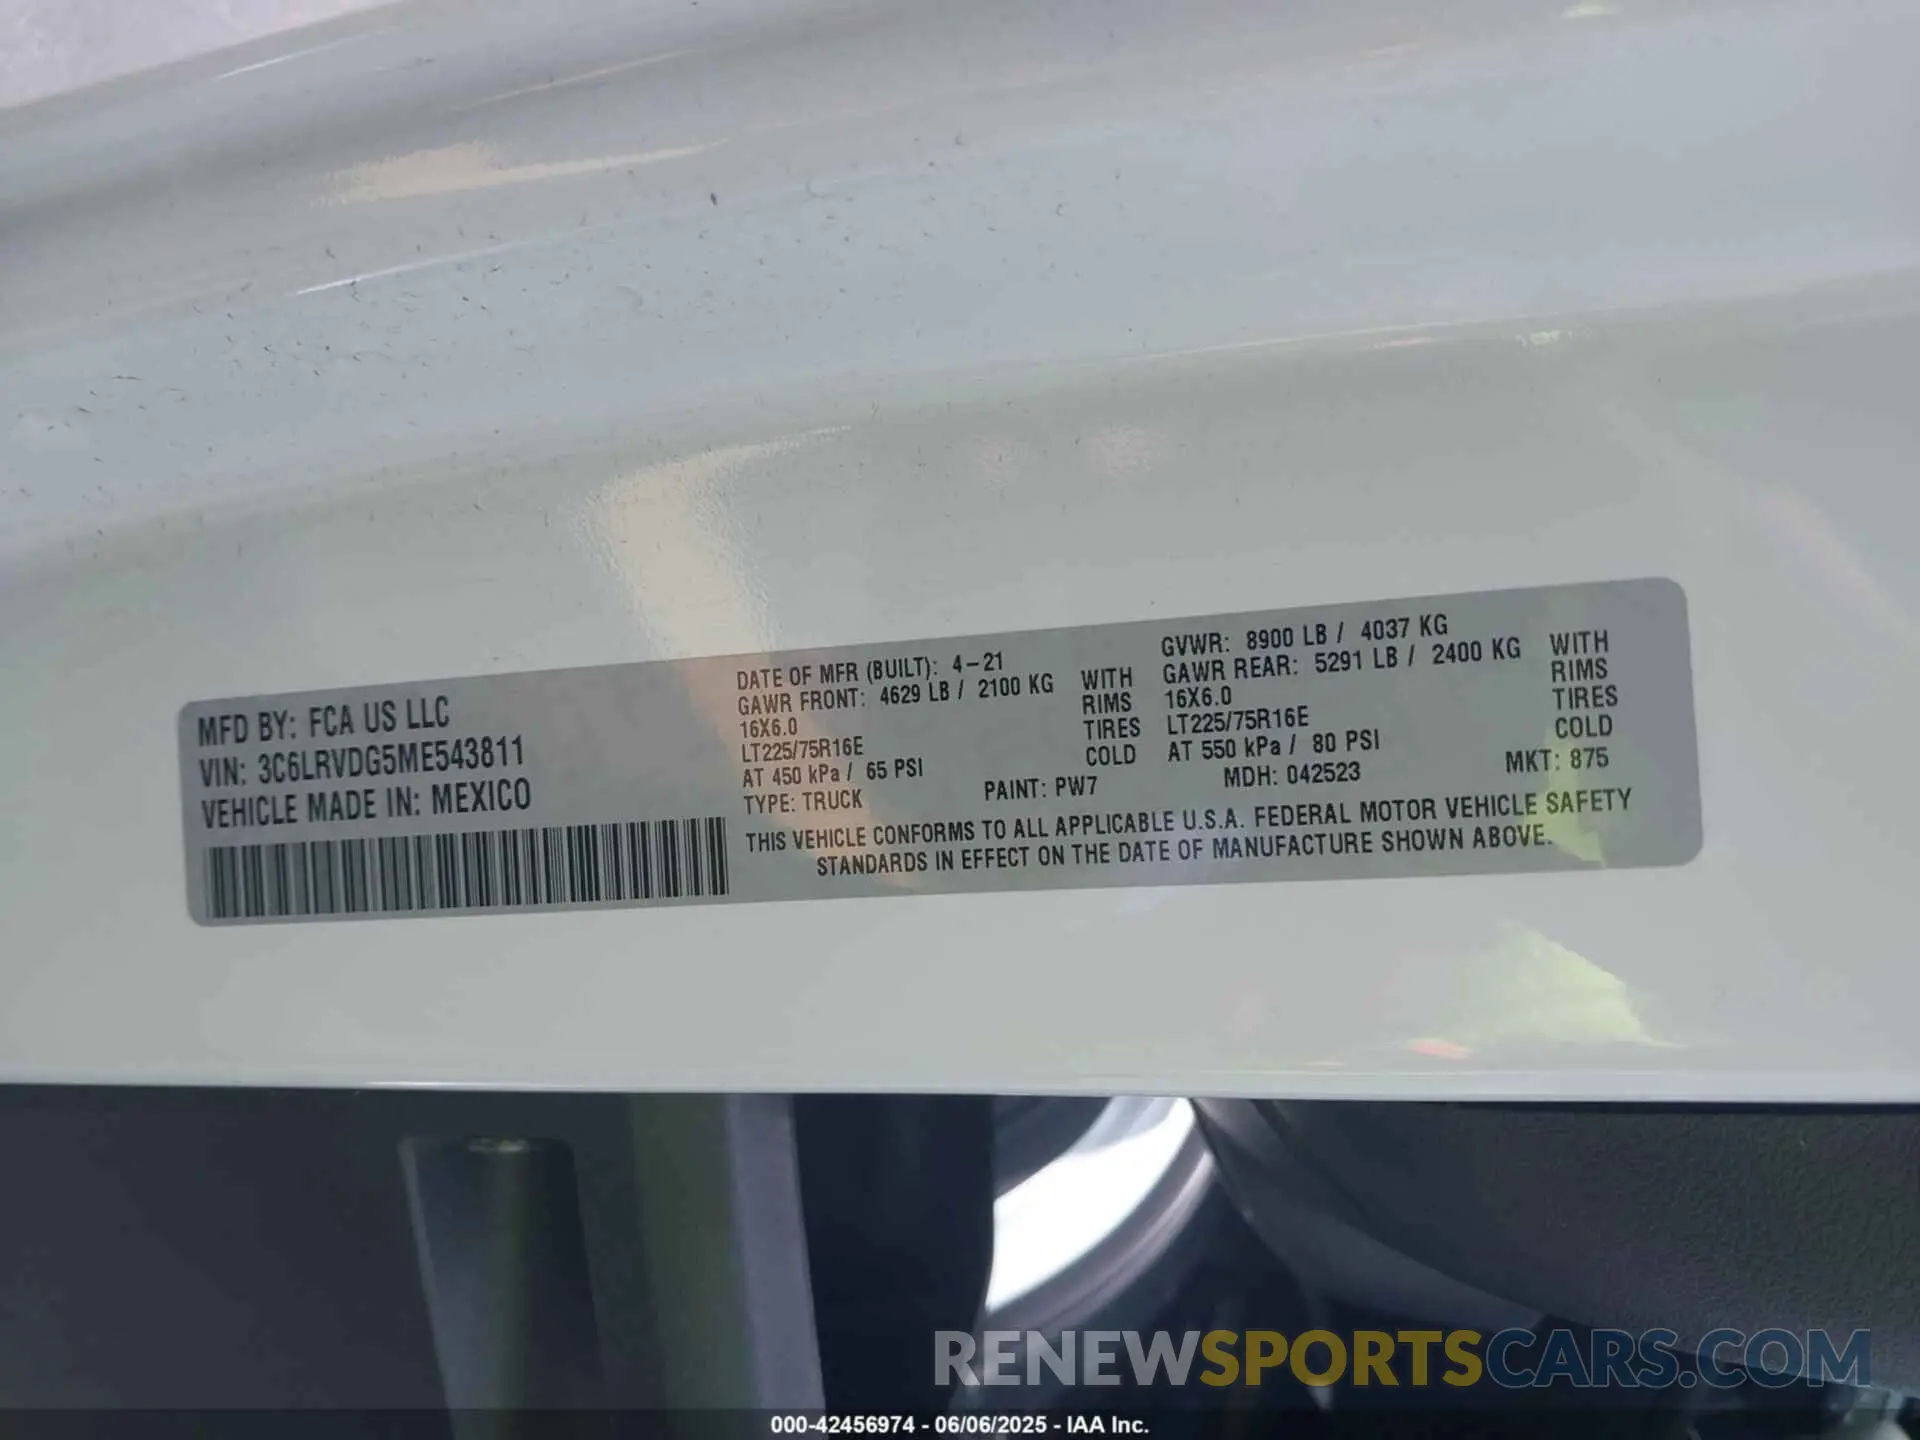 MFD BY: FCA US LLC
VIN: 3C6LRVDG5ME543811
VEHICLE MADE IN: MEXICO
DATE OF MFR (BUILT): 4-21
GAWR FRONT: 4629 LB / 2100 KG WITH
16X6.0 RIMS
LT225/75R16E TIRES
AT 450 kPa / 65 PSI COLD
GVWR: 8900 LB / 4037 KG
GAWR REAR: 5291 LB / 2400 KG WITH
16X6.0 RIMS
LT225/75R16E TIRES
AT 550 kPa / 80 PSI COLD
TYPE: TRUCK PAINT: PW7 MDH: 042523 MKT: 875
THIS VEHICLE CONFORMS TO ALL APPLICABLE U.S.A. FEDERAL MOTOR VEHICLE SAFETY
STANDARDS IN EFFECT ON THE DATE OF MANUFACTURE SHOWN ABOVE.
RENEWSPORTSCARS.COM
000-42456974 - 06/06/2025 - IAA Inc.